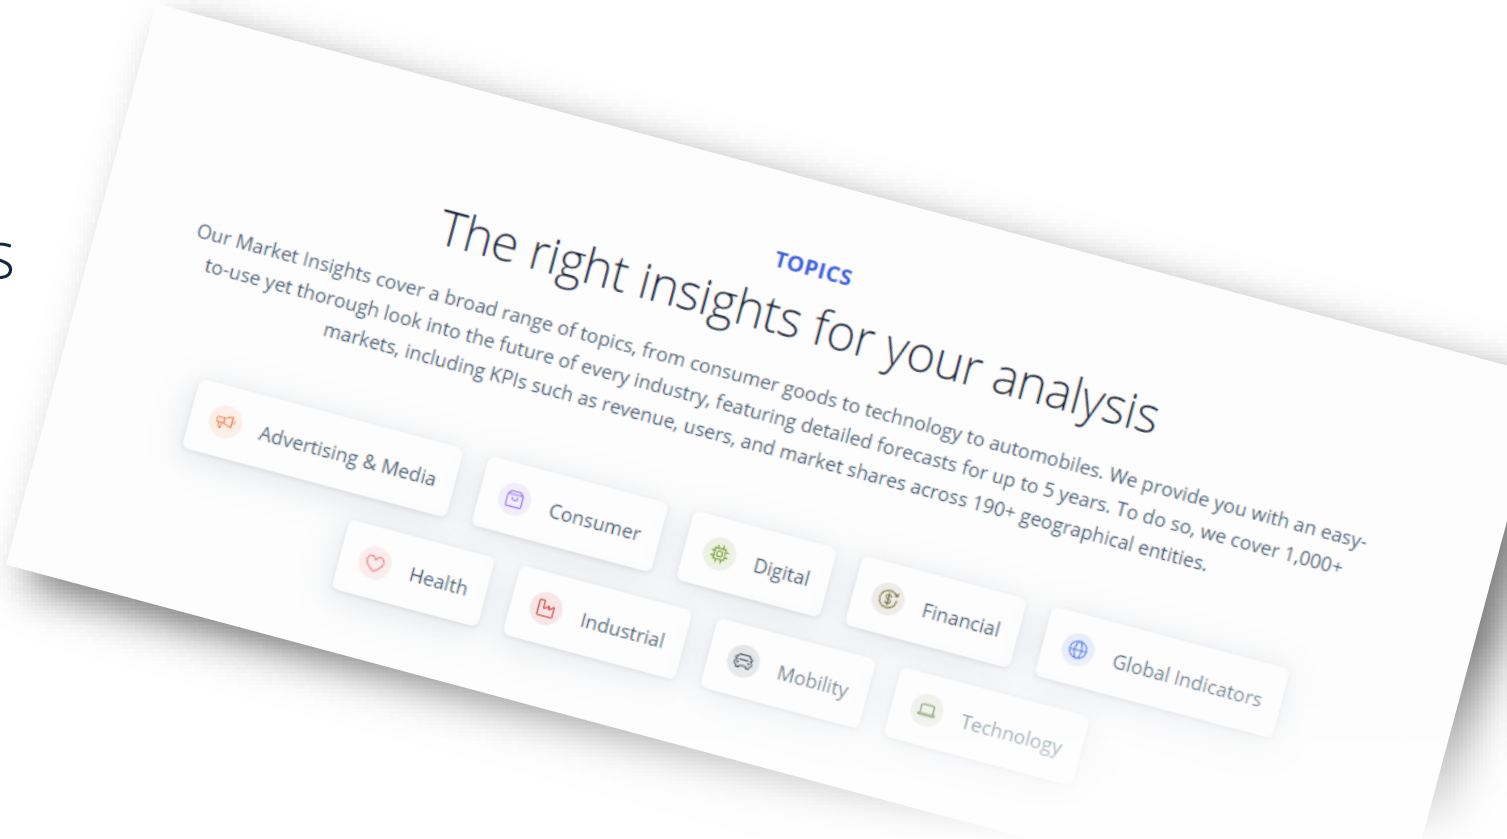 s
TOPICS
The right insights for your analysis
Our Market Insights cover a broad range of topics, from consumer goods to technology to automobiles. We provide you with an easy-
to-use yet thorough look into the future of every industry, featuring detailed forecasts for up to 5 years. To do so, we cover 1,000+
markets, including KPIs such as revenue, users, and market shares across 190+ geographical entities.
Advertising & Media
Consumer
Digital
Financial
Global Indicators
Health
Industrial
Mobility
Technology